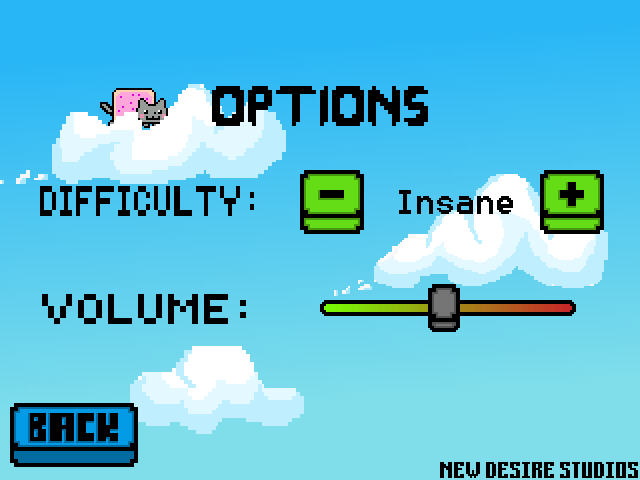 OPTIONS
DIFFICULTY: - Insane +
VOLUME:
BACK
NEW DESIRE STUDIOS